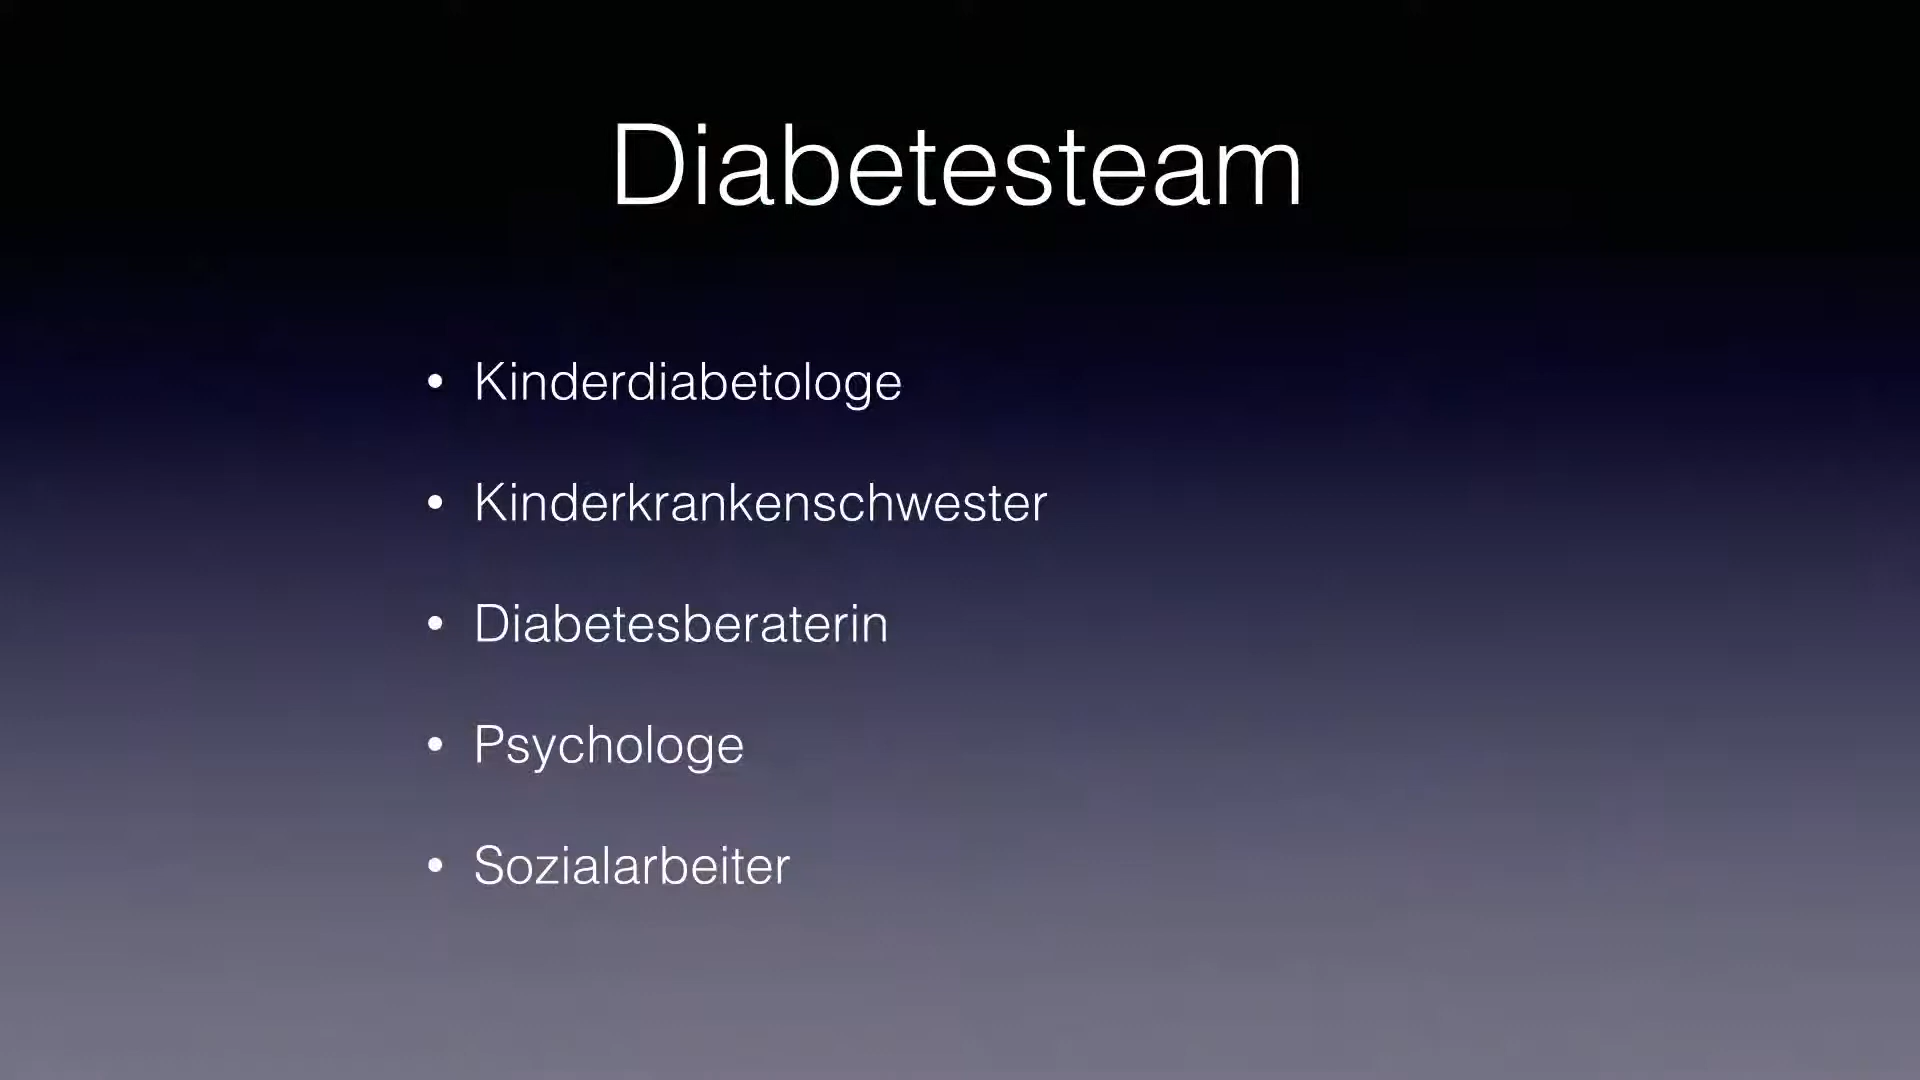 Diabetesteam
• Kinderdiabetologe
• Kinderkrankenschwester
• Diabetesberaterin
• Psychologe
• Sozialarbeiter